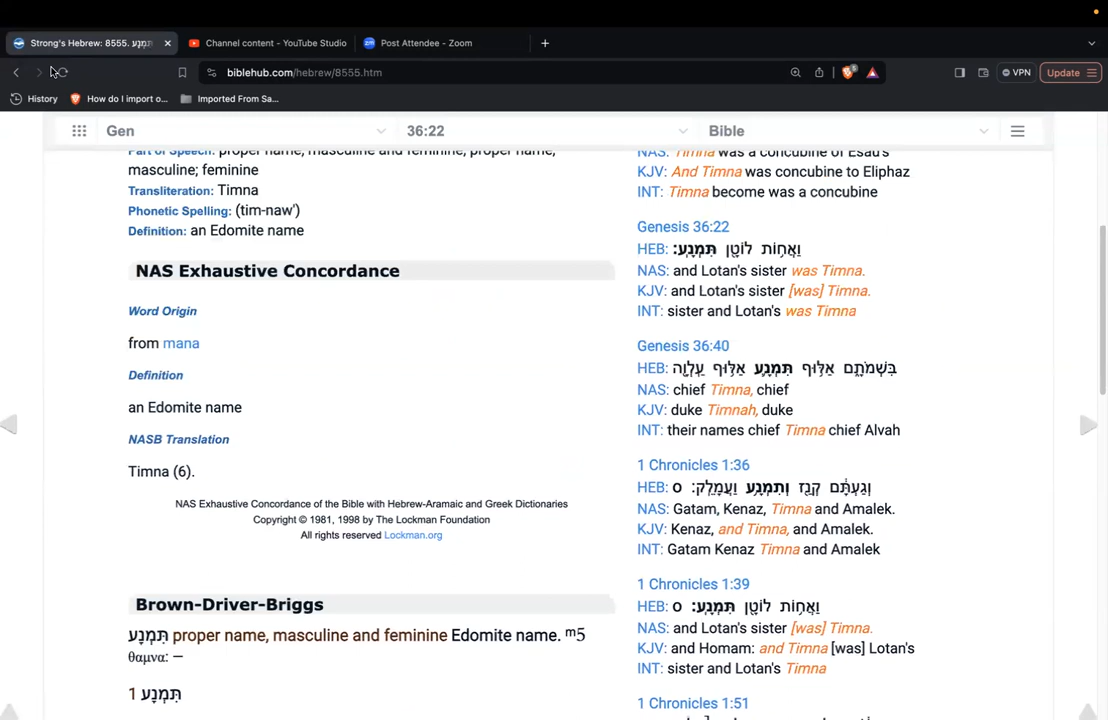 Strong's Hebrew: 8555. תִּמְנָע
Channel content - YouTube Studio
Post Attendee - Zoom
biblehub.com/hebrew/8555.htm
VPN
Update
History
How do I import o...
Imported From Sa...
Gen
36:22
Bible
Part of Speech: proper name, masculine and feminine; proper name,
masculine; feminine
Transliteration: Timna
Phonetic Spelling: (tim-naw')
Definition: an Edomite name
NAS Exhaustive Concordance
Word Origin
from mana
Definition
an Edomite name
NASB Translation
Timna (6).
NAS Exhaustive Concordance of the Bible with Hebrew-Aramaic and Greek Dictionaries
Copyright © 1981, 1998 by The Lockman Foundation
All rights reserved Lockman.org
Brown-Driver-Briggs
תִּמְנָע proper name, masculine and feminine Edomite name. ᵐ5
θαμνα: —
1 תִּמְנָע
NAS: Timna was a concubine of Esau's
KJV: And Timna was concubine to Eliphaz
INT: Timna become was a concubine
Genesis 36:22
HEB: וַאֲח֥וֹת לוֹטָ֖ן תִּמְנָֽע׃
NAS: and Lotan's sister was Timna.
KJV: and Lotan's sister [was] Timna.
INT: sister and Lotan's was Timna
Genesis 36:40
HEB: בִּשְׁמֹתָ֑ם אַלּ֥וּף תִּמְנָ֛ע אַלּ֥וּף עַֽלְוָ֖ה
NAS: chief Timna, chief
KJV: duke Timnah, duke
INT: their names chief Timna chief Alvah
1 Chronicles 1:36
HEB: וְגַעְתָּ֔ם קְנַ֖ז וְתִמְנָ֥ע וַעֲמָלֵֽק׃ ס
NAS: Gatam, Kenaz, Timna and Amalek.
KJV: Kenaz, and Timna, and Amalek.
INT: Gatam Kenaz Timna and Amalek
1 Chronicles 1:39
HEB: וַאֲח֥וֹת לוֹטָ֖ן תִּמְנָֽע׃ ס
NAS: and Lotan's sister [was] Timna.
KJV: and Homam: and Timna [was] Lotan's
INT: sister and Lotan's Timna
1 Chronicles 1:51